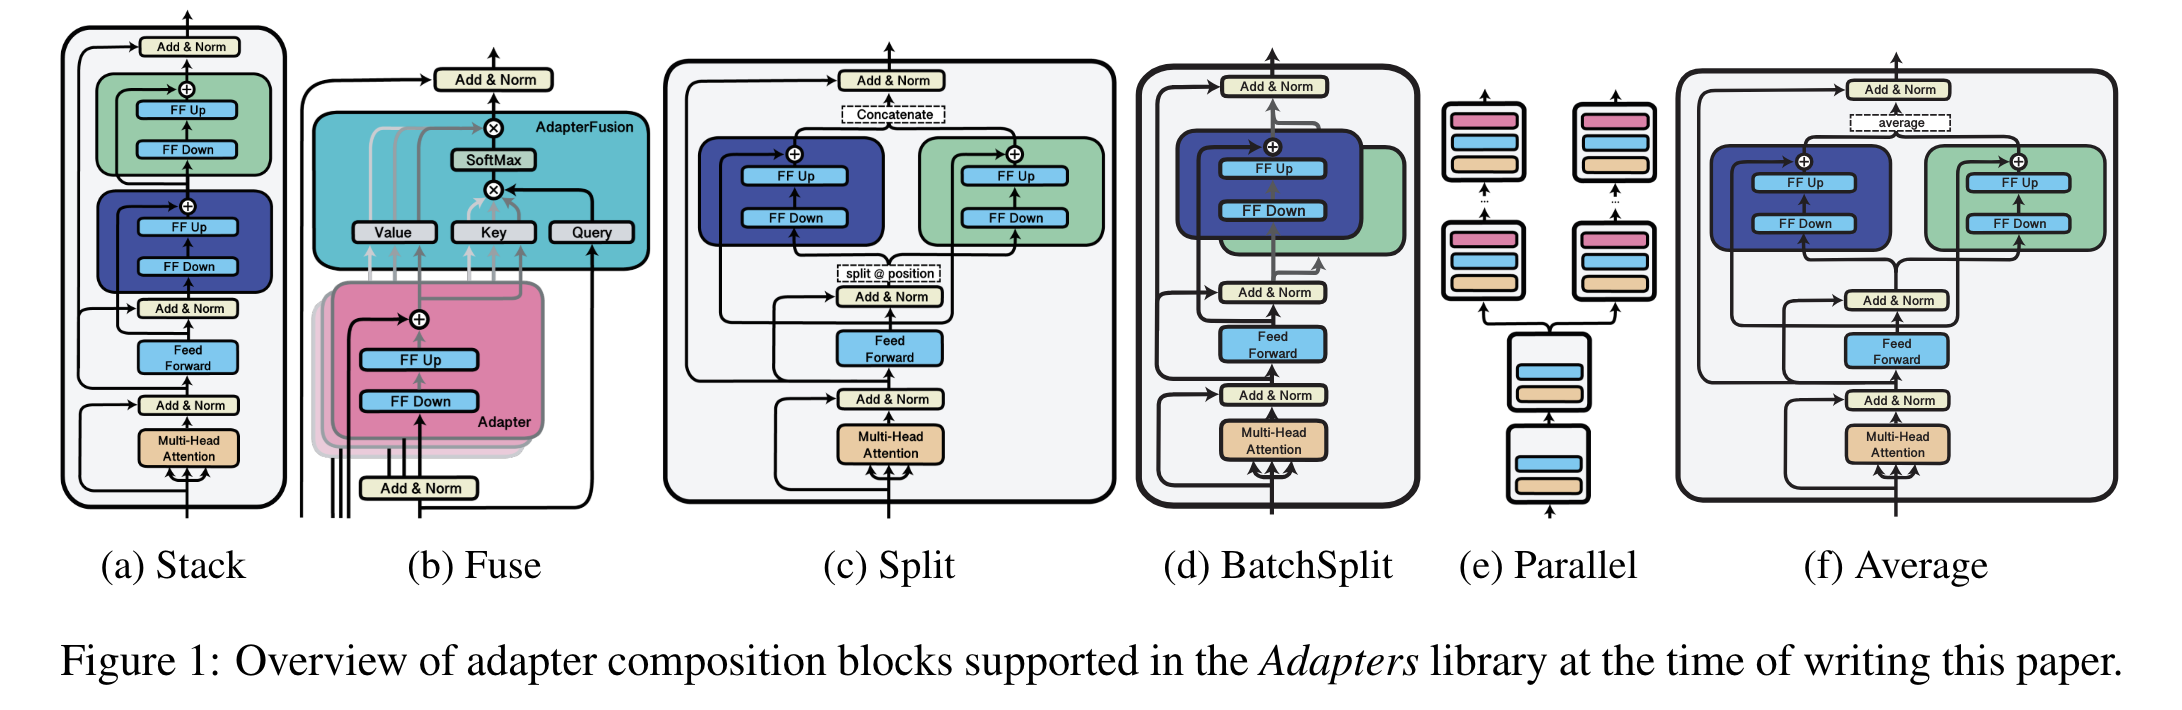 Add & Norm
FF Up
FF Down
FF Up
FF Down
Add & Norm
Feed
Forward
Add & Norm
Multi-Head
Attention
(a) Stack
Add & Norm
AdapterFusion
SoftMax
Value
Key
Query
FF Up
FF Down
Adapter
Add & Norm
(b) Fuse
Add & Norm
Concatenate
FF Up
FF Up
FF Down
FF Down
split @ position
Add & Norm
Feed
Forward
Add & Norm
Multi-Head
Attention
(c) Split
Add & Norm
FF Up
FF Down
Add & Norm
Feed
Forward
Add & Norm
Multi-Head
Attention
(d) BatchSplit
...
...
(e) Parallel
Add & Norm
average
FF Up
FF Up
FF Down
FF Down
Add & Norm
Feed
Forward
Add & Norm
Multi-Head
Attention
(f) Average
Figure 1: Overview of adapter composition blocks supported in the Adapters library at the time of writing this paper.